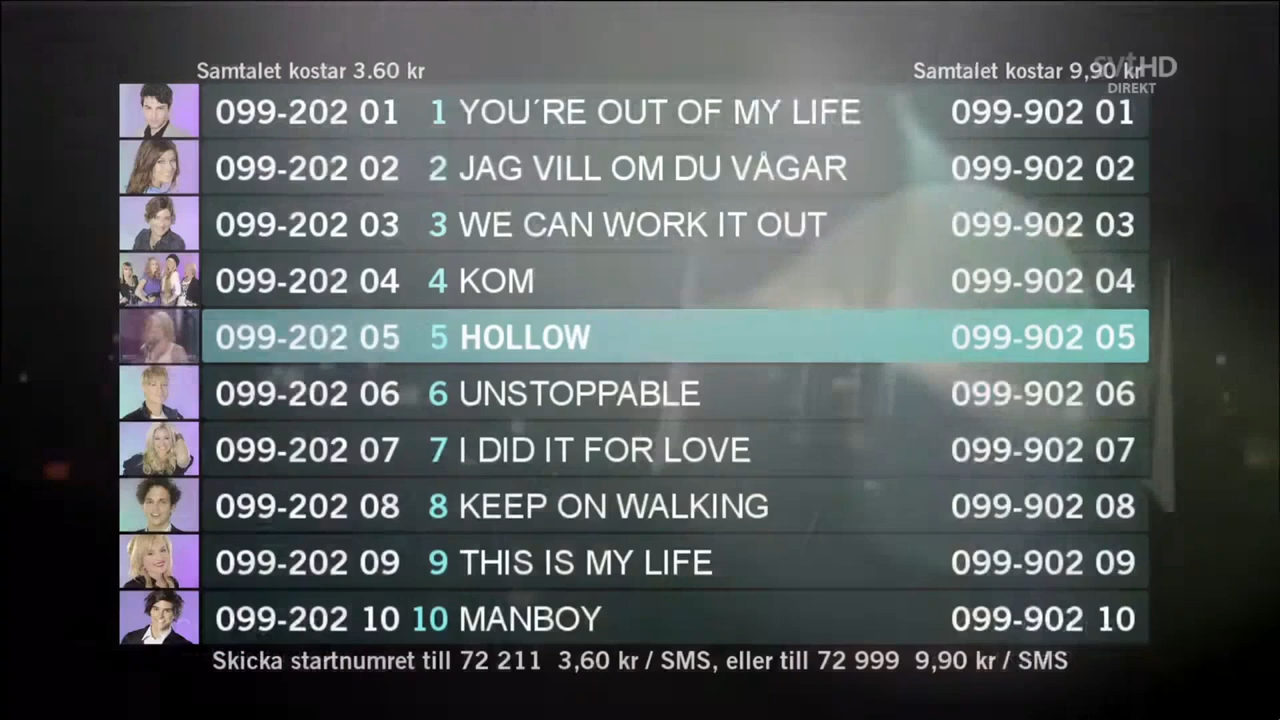 Samtalet kostar 3.60 kr Samtalet kostar 9,90 kr
svtHD
DIREKT
099-202 01 1 YOU´RE OUT OF MY LIFE 099-902 01
099-202 02 2 JAG VILL OM DU VÅGAR 099-902 02
099-202 03 3 WE CAN WORK IT OUT 099-902 03
099-202 04 4 KOM 099-902 04
099-202 05 5 HOLLOW 099-902 05
099-202 06 6 UNSTOPPABLE 099-902 06
099-202 07 7 I DID IT FOR LOVE 099-902 07
099-202 08 8 KEEP ON WALKING 099-902 08
099-202 09 9 THIS IS MY LIFE 099-902 09
099-202 10 10 MANBOY 099-902 10
Skicka startnumret till 72 211 3,60 kr / SMS, eller till 72 999 9,90 kr / SMS